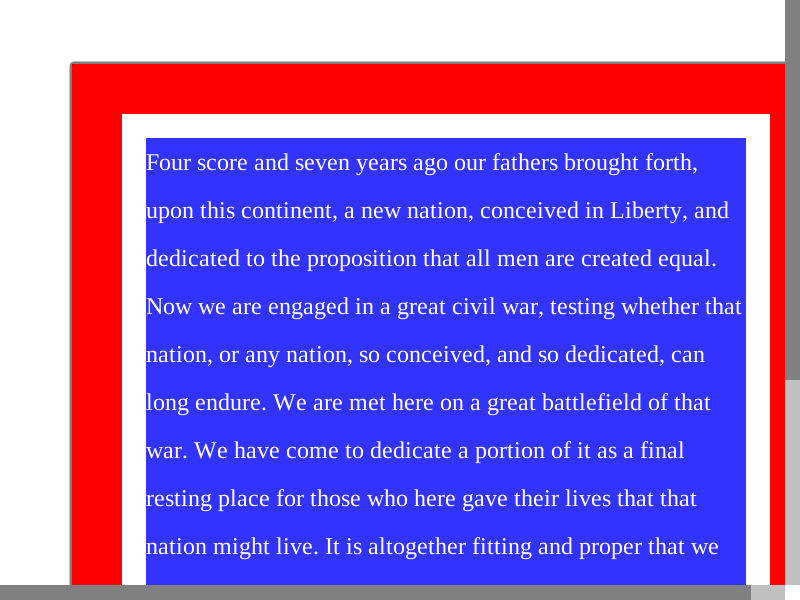 Four score and seven years ago our fathers brought forth,
upon this continent, a new nation, conceived in Liberty, and
dedicated to the proposition that all men are created equal.
Now we are engaged in a great civil war, testing whether that
nation, or any nation, so conceived, and so dedicated, can
long endure. We are met here on a great battlefield of that
war. We have come to dedicate a portion of it as a final
resting place for those who here gave their lives that that
nation might live. It is altogether fitting and proper that we